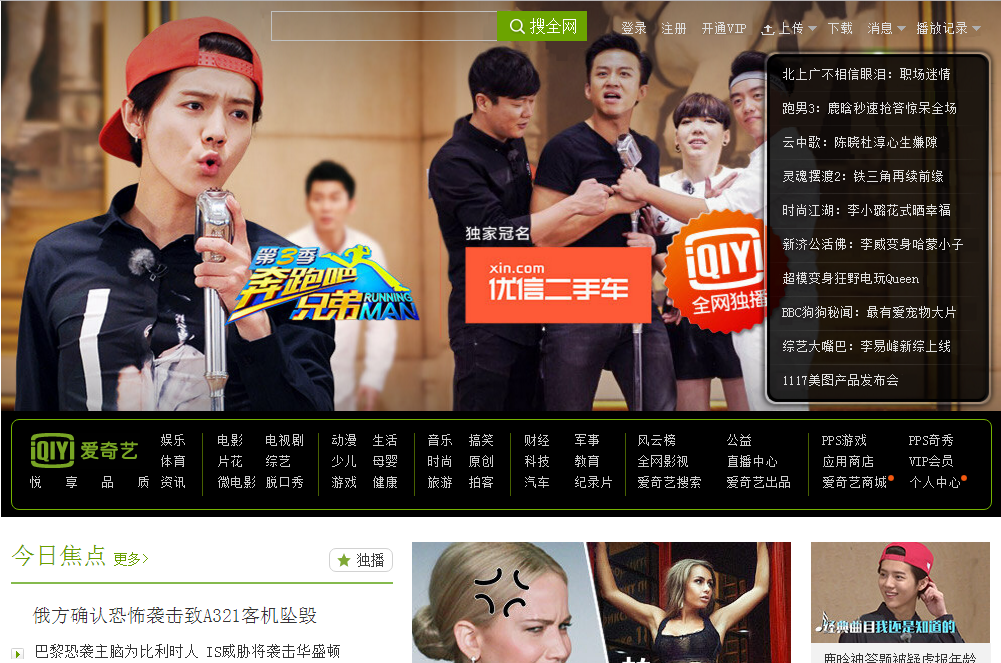 搜全网
登录 注册 开通VIP 上传 下载 消息 播放记录
北上广不相信眼泪：职场迷情
跑男3：鹿晗秒速抢答惊呆全场
云中歌：陈晓杜淳心生嫌隙
灵魂摆渡2：铁三角再续前缘
时尚江湖：李小璐花式晒幸福
新济公活佛：李威变身哈蒙小子
超模变身狂野电玩Queen
BBC狗狗秘闻：最有爱宠物大片
综艺大嘴巴：李易峰新综上线
1117美图产品发布会
第3季
奔跑吧
兄弟
RUNNING
MAN
独家冠名
xin.com
优信二手车
iQIYI
全网独播
iQIYI 爱奇艺
悦 享 品 质
娱乐 电影 电视剧 动漫 生活 音乐 搞笑 财经 军事 风云榜 公益 PPS游戏 PPS奇秀
体育 片花 综艺 少儿 母婴 时尚 原创 科技 教育 全网影视 直播中心 应用商店 VIP会员
资讯 微电影 脱口秀 游戏 健康 旅游 拍客 汽车 纪录片 爱奇艺搜索 爱奇艺出品 爱奇艺商城 个人中心
今日焦点 更多>
独播
俄方确认恐怖袭击致A321客机坠毁
巴黎恐袭主脑为比利时人 IS威胁将袭击华盛顿
经典曲目我还是知道的
鹿晗神答题被疑虚报年龄